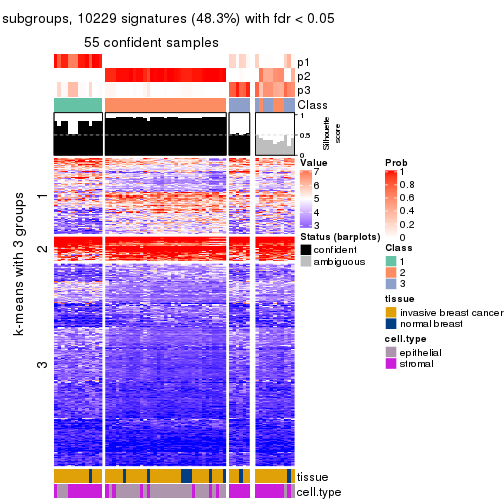 subgroups, 10229 signatures (48.3%) with fdr < 0.05
55 confident samples
p1
p2
p3
Class
1
0.5
0
Silhouette
score
k-means with 3 groups
1
2
3
tissue
cell.type
Value
7
6
5
4
3
Status (barplots)
confident
ambiguous
Prob
1
0.8
0.6
0.4
0.2
0
Class
1
2
3
tissue
invasive breast cancer
normal breast
cell.type
epithelial
stromal